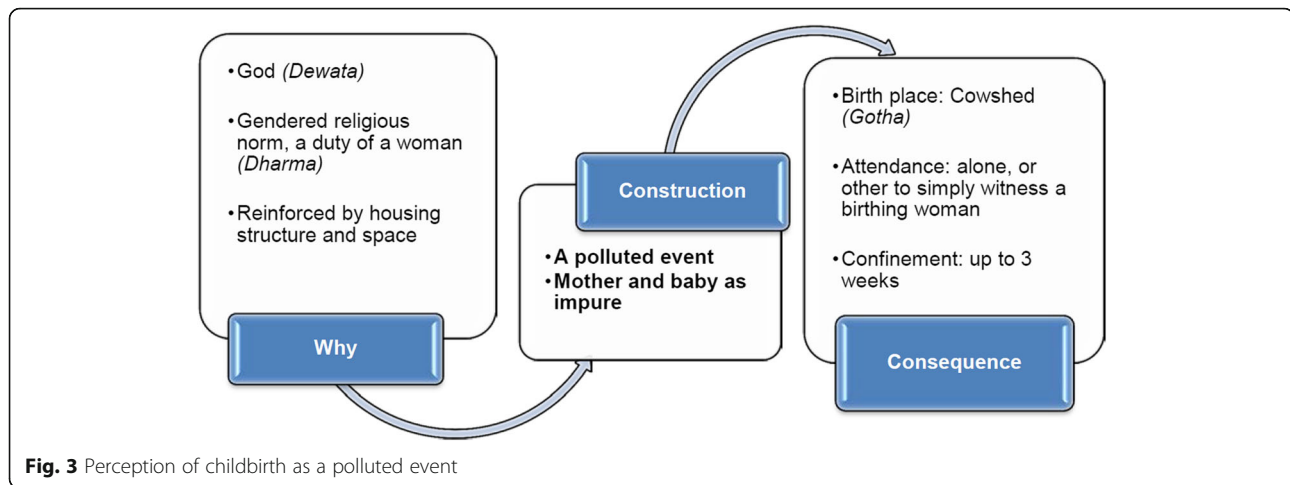 •God (Dewata)
•Gendered religious
norm, a duty of a woman
(Dharma)
•Reinforced by housing
structure and space
Why
Construction
•A polluted event
•Mother and baby as
impure
•Birth place: Cowshed
(Gotha)
•Attendance: alone, or
other to simply witness a
birthing woman
•Confinement: up to 3
weeks
Consequence
Fig. 3 Perception of childbirth as a polluted event